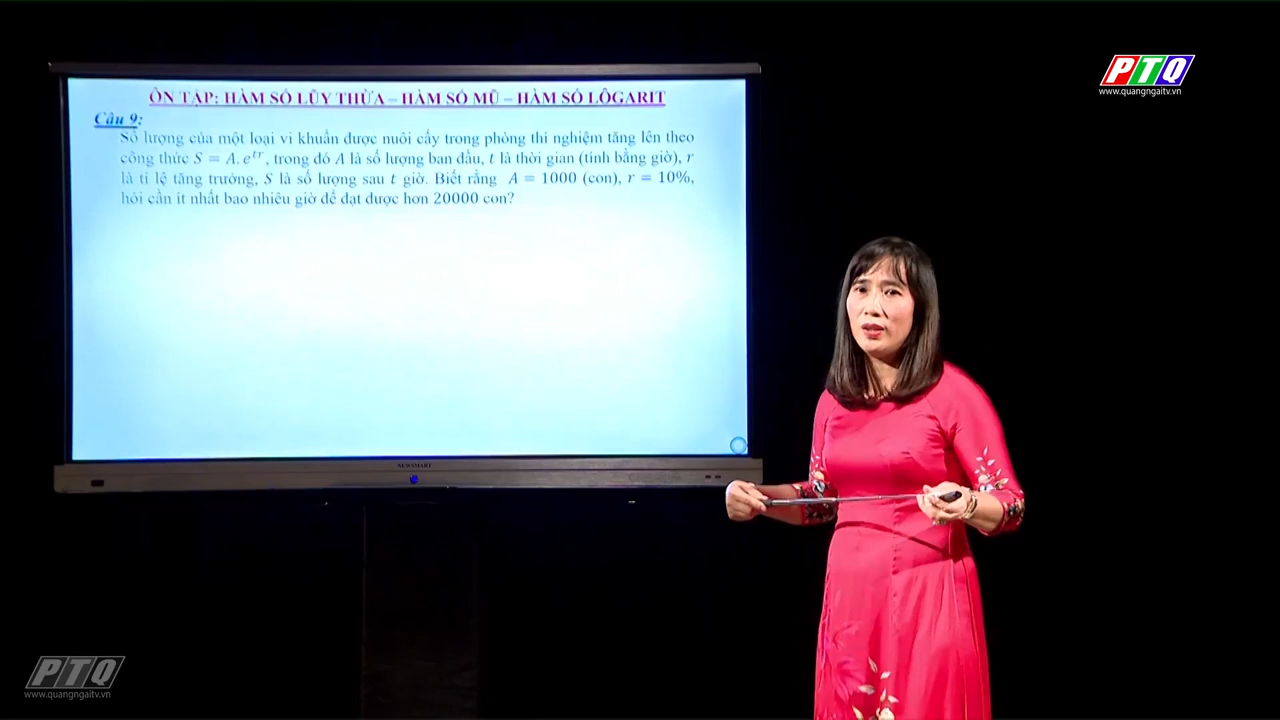 PTQ
www.quangngaitv.vn
ÔN TẬP: HÀM SỐ LŨY THỪA – HÀM SỐ MŨ – HÀM SỐ LÔGARIT
Câu 9:
Số lượng của một loại vi khuẩn được nuôi cấy trong phòng thí nghiệm tăng lên theo
công thức S = A.e^{tr}, trong đó A là số lượng ban đầu, t là thời gian (tính bằng giờ), r
là tỉ lệ tăng trưởng, S là số lượng sau t giờ. Biết rằng A = 1000 (con), r = 10%,
hỏi cần ít nhất bao nhiêu giờ để đạt được hơn 20000 con?
NEWSMART
PTQ
www.quangngaitv.vn